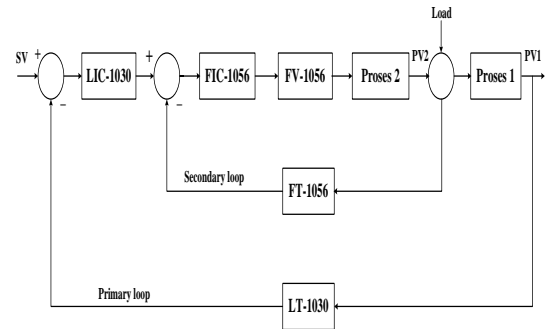 Load
SV
+
LIC-1030
+
FIC-1056
FV-1056
Proses 2
PV2
Proses 1
PV1
−
−
Secondary loop
FT-1056
Primary loop
LT-1030